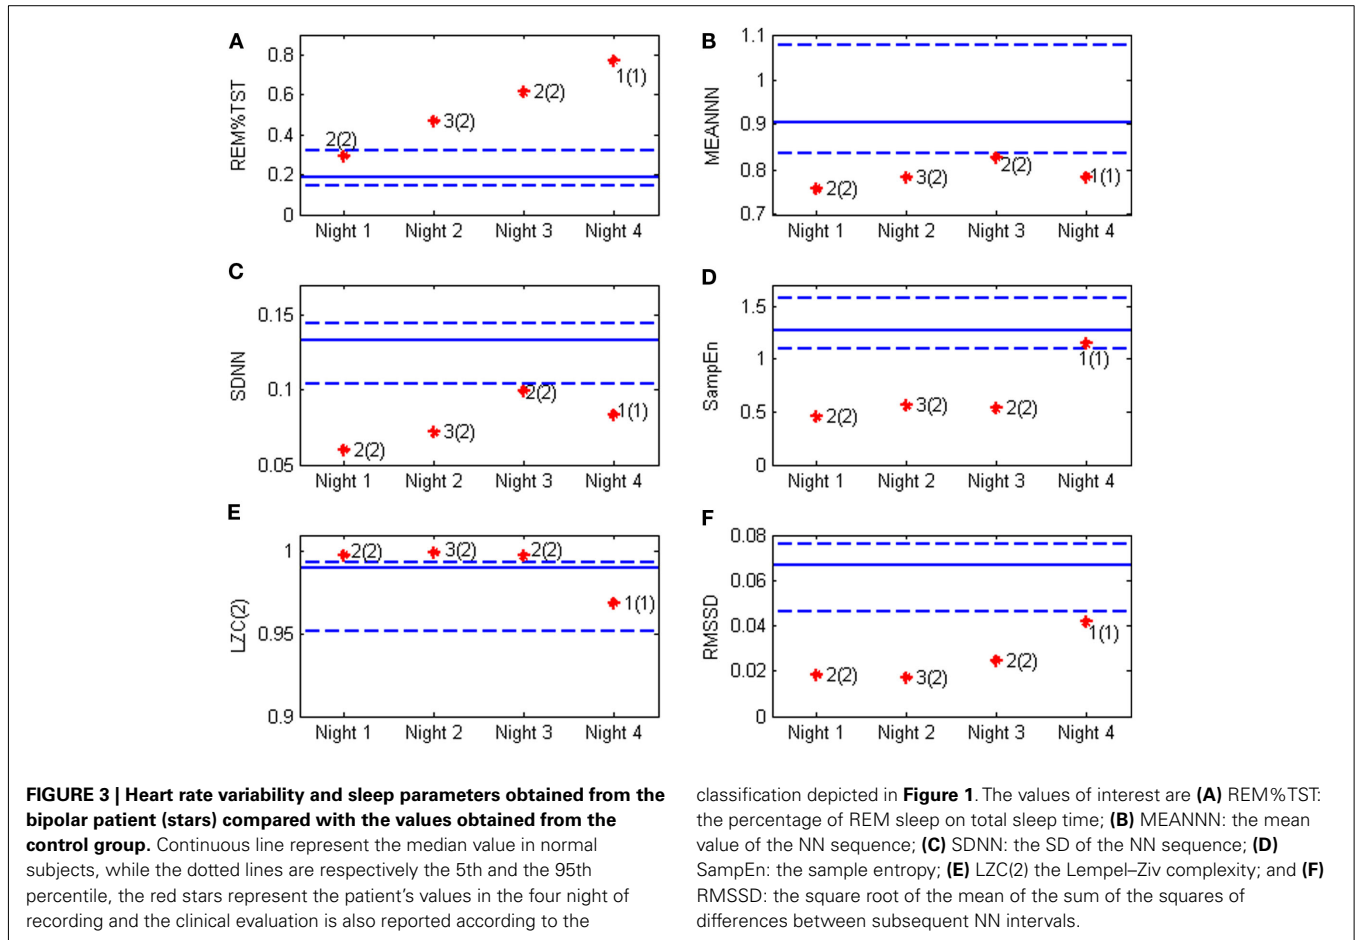 A
REM%TST
0.8
0.6
0.4
0.2
0
2(2)
3(2)
2(2)
1(1)
Night 1 Night 2 Night 3 Night 4
B
MEANNN
1.1
1
0.9
0.8
0.7
2(2)
3(2)
2(2)
1(1)
Night 1 Night 2 Night 3 Night 4
C
SDNN
0.15
0.1
0.05
2(2)
3(2)
2(2)
1(1)
Night 1 Night 2 Night 3 Night 4
D
SampEn
1.5
1
0.5
0
2(2)
3(2)
2(2)
1(1)
Night 1 Night 2 Night 3 Night 4
E
LZC(2)
1
0.95
0.9
2(2)
3(2)
2(2)
1(1)
Night 1 Night 2 Night 3 Night 4
F
RMSSD
0.08
0.06
0.04
0.02
0
2(2)
3(2)
2(2)
1(1)
Night 1 Night 2 Night 3 Night 4
FIGURE 3 | Heart rate variability and sleep parameters obtained from the
bipolar patient (stars) compared with the values obtained from the
control group. Continuous line represent the median value in normal
subjects, while the dotted lines are respectively the 5th and the 95th
percentile, the red stars represent the patient's values in the four night of
recording and the clinical evaluation is also reported according to the
classification depicted in Figure 1. The values of interest are (A) REM%TST:
the percentage of REM sleep on total sleep time; (B) MEANNN: the mean
value of the NN sequence; (C) SDNN: the SD of the NN sequence; (D)
SampEn: the sample entropy; (E) LZC(2) the Lempel–Ziv complexity; and (F)
RMSSD: the square root of the mean of the sum of the squares of
differences between subsequent NN intervals.